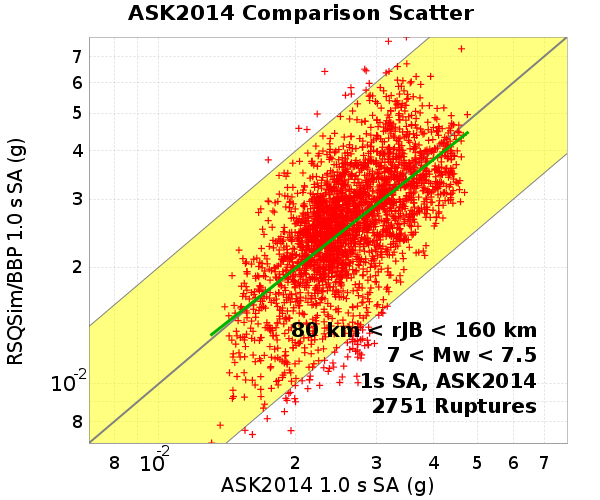 ASK2014 Comparison Scatter
RSQSim/BBP 1.0 s SA (g)
7
6
5
4
3
2
10⁻²
8
80 km < rJB < 160 km
7 < Mw < 7.5
1s SA, ASK2014
2751 Ruptures
8 10⁻² 2 3 4 5 6 7
ASK2014 1.0 s SA (g)